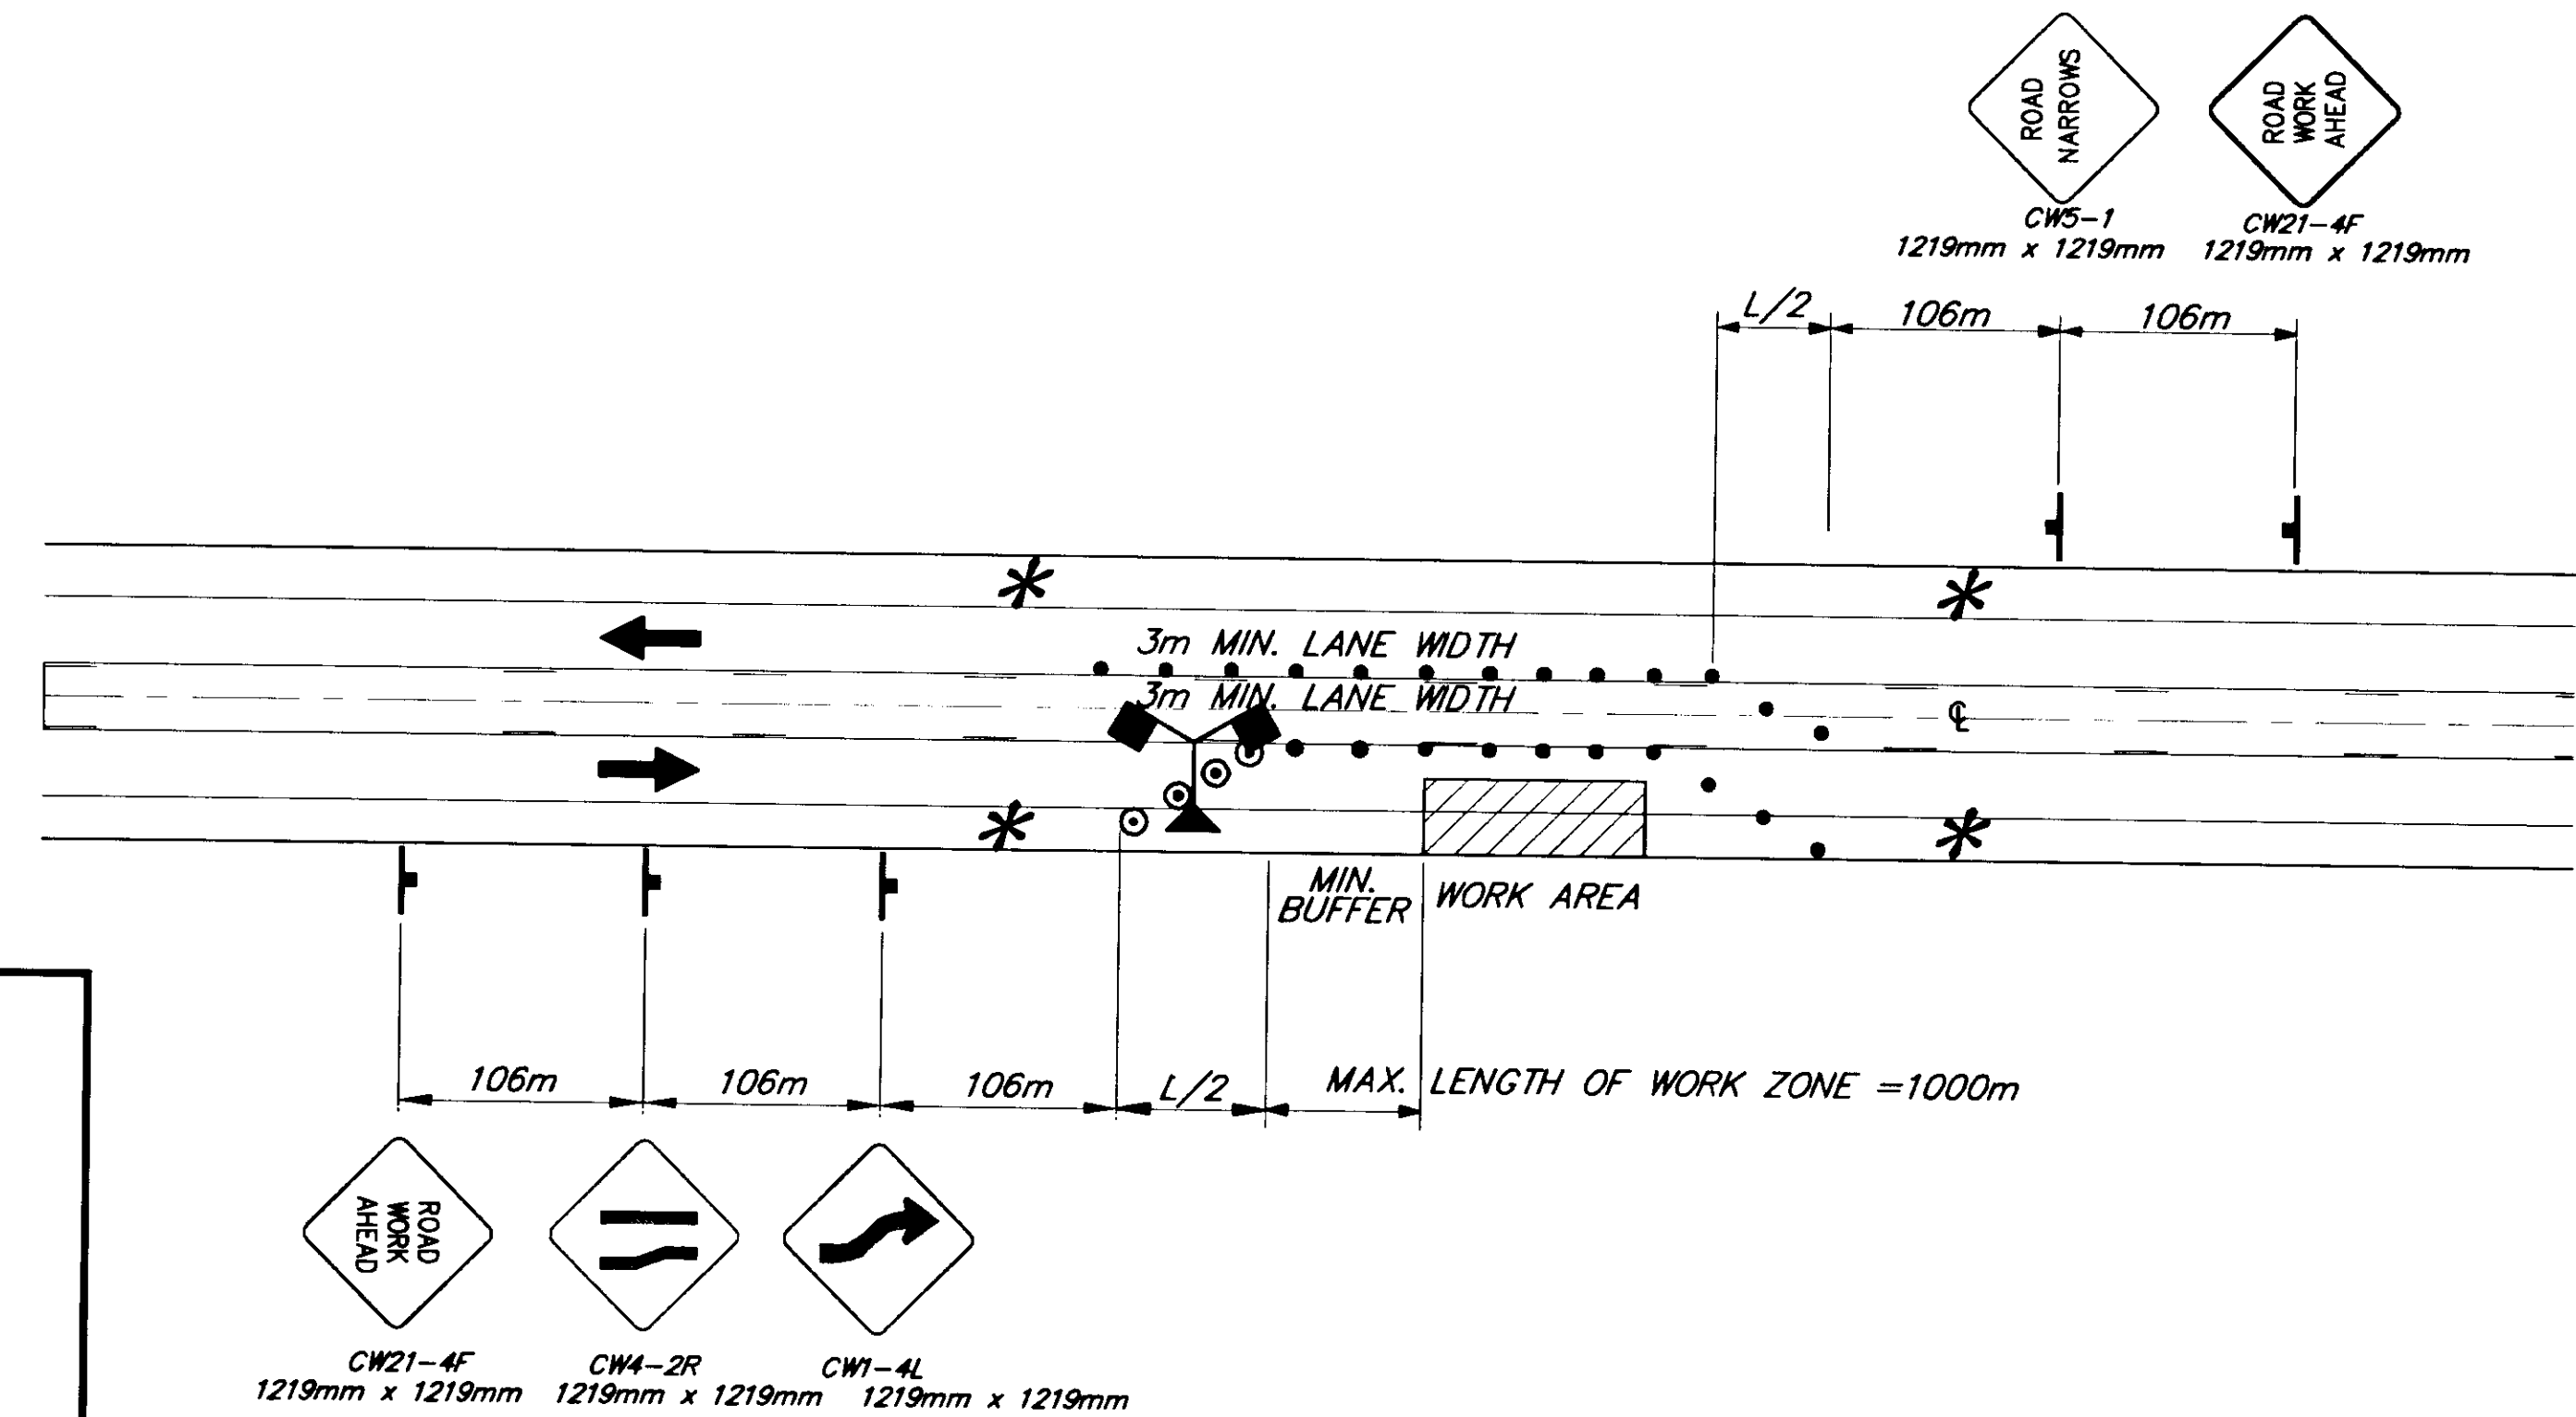 ROAD
NARROWS
ROAD
WORK
AHEAD
CW5-1
1219mm x 1219mm
CW21-4F
1219mm x 1219mm
L/2
106m
106m
3m MIN. LANE WIDTH
3m MIN. LANE WIDTH
℄
MIN.
BUFFER
WORK AREA
106m
106m
106m
L/2
MAX. LENGTH OF WORK ZONE =1000m
ROAD
WORK
AHEAD
CW21-4F
1219mm x 1219mm
CW4-2R
1219mm x 1219mm
CW1-4L
1219mm x 1219mm